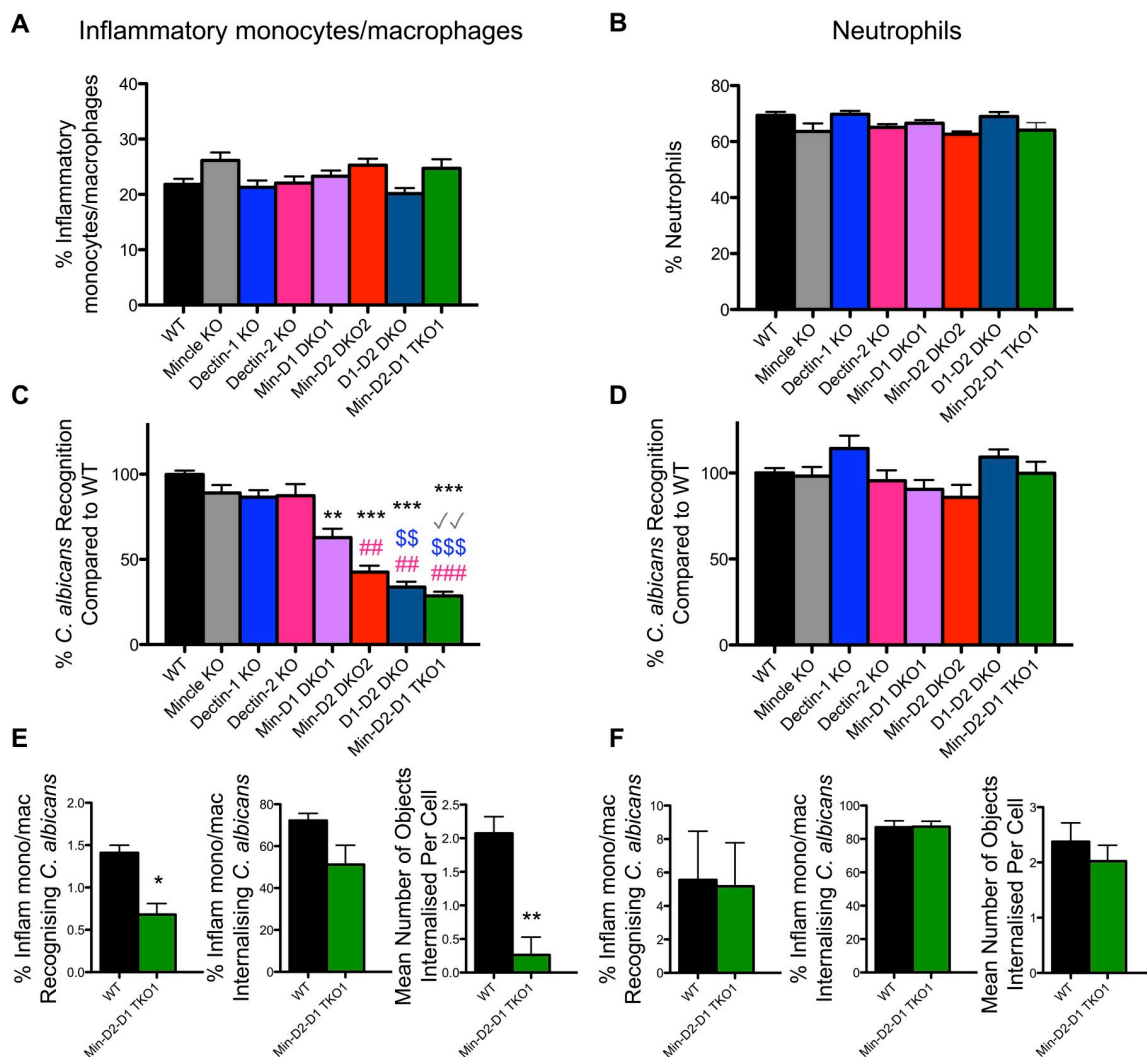 A
Inflammatory monocytes/macrophages
% Inflammatory
monocytes/macrophages
40
30
20
10
0
WT
Mincle KO
Dectin-1 KO
Dectin-2 KO
Min-D1 DKO1
Min-D2 DKO2
D1-D2 DKO
Min-D2-D1 TKO1
B
Neutrophils
% Neutrophils
80
60
40
20
0
WT
Mincle KO
Dectin-1 KO
Dectin-2 KO
Min-D1 DKO1
Min-D2 DKO2
D1-D2 DKO
Min-D2-D1 TKO1
C
% C. albicans Recognition
Compared to WT
100
50
0
**
***
##
***
$$
##
***
✓✓
$$$
###
WT
Mincle KO
Dectin-1 KO
Dectin-2 KO
Min-D1 DKO1
Min-D2 DKO2
D1-D2 DKO
Min-D2-D1 TKO1
D
% C. albicans Recognition
Compared to WT
100
50
0
WT
Mincle KO
Dectin-1 KO
Dectin-2 KO
Min-D1 DKO1
Min-D2 DKO2
D1-D2 DKO
Min-D2-D1 TKO1
E
% Inflam mono/mac
Recognising C. albicans
2.0
1.5
1.0
0.5
0.0
*
WT
Min-D2-D1 TKO1
% Inflam mono/mac
Internalising C. albicans
80
60
40
20
0
WT
Min-D2-D1 TKO1
Mean Number of Objects
Internalised Per Cell
2.5
2.0
1.5
1.0
0.5
0.0
**
WT
Min-D2-D1 TKO1
F
% Inflam mono/mac
Recognising C. albicans
10
8
6
4
2
0
WT
Min-D2-D1 TKO1
% Inflam mono/mac
Internalising C. albicans
100
80
60
40
20
0
WT
Min-D2-D1 TKO1
Mean Number of Objects
Internalised Per Cell
3
2
1
0
WT
Min-D2-D1 TKO1